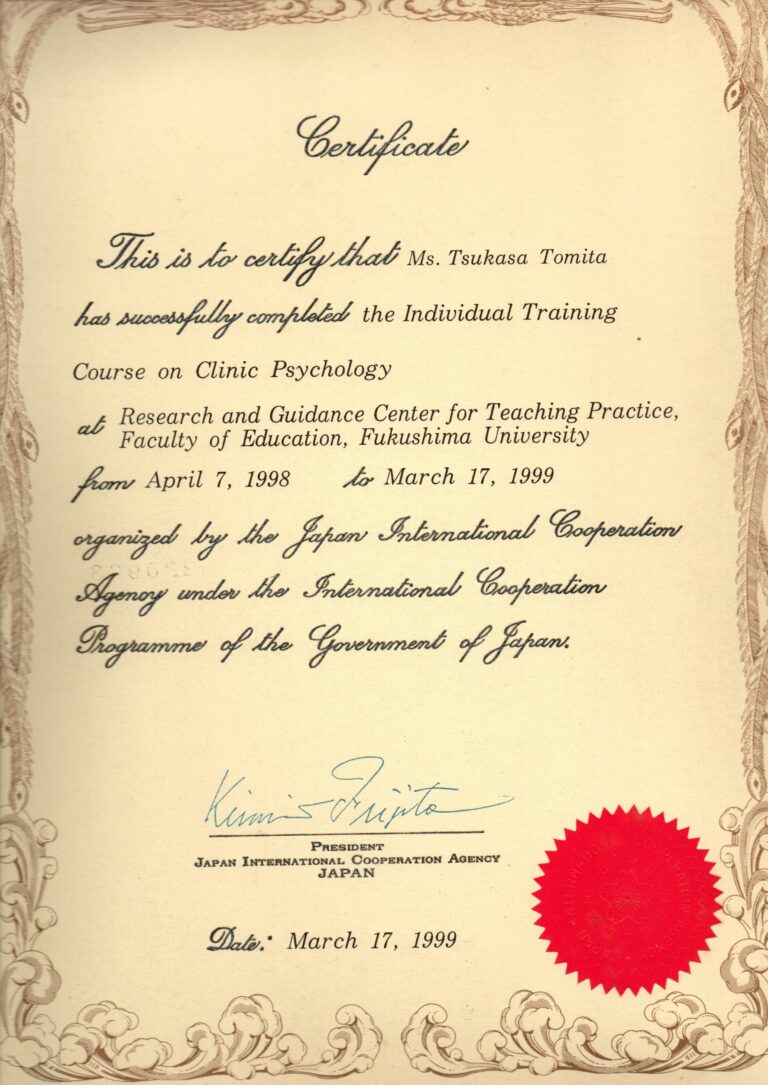 Certificate
This is to certify that Ms. Tsukasa Tomita
has successfully completed the Individual Training
Course on Clinic Psychology
at Research and Guidance Center for Teaching Practice,
Faculty of Education, Fukushima University
from April 7, 1998 to March 17, 1999
organized by the Japan International Cooperation
Agency under the International Cooperation
Programme of the Government of Japan.
PRESIDENT
JAPAN INTERNATIONAL COOPERATION AGENCY
JAPAN
Date: March 17, 1999